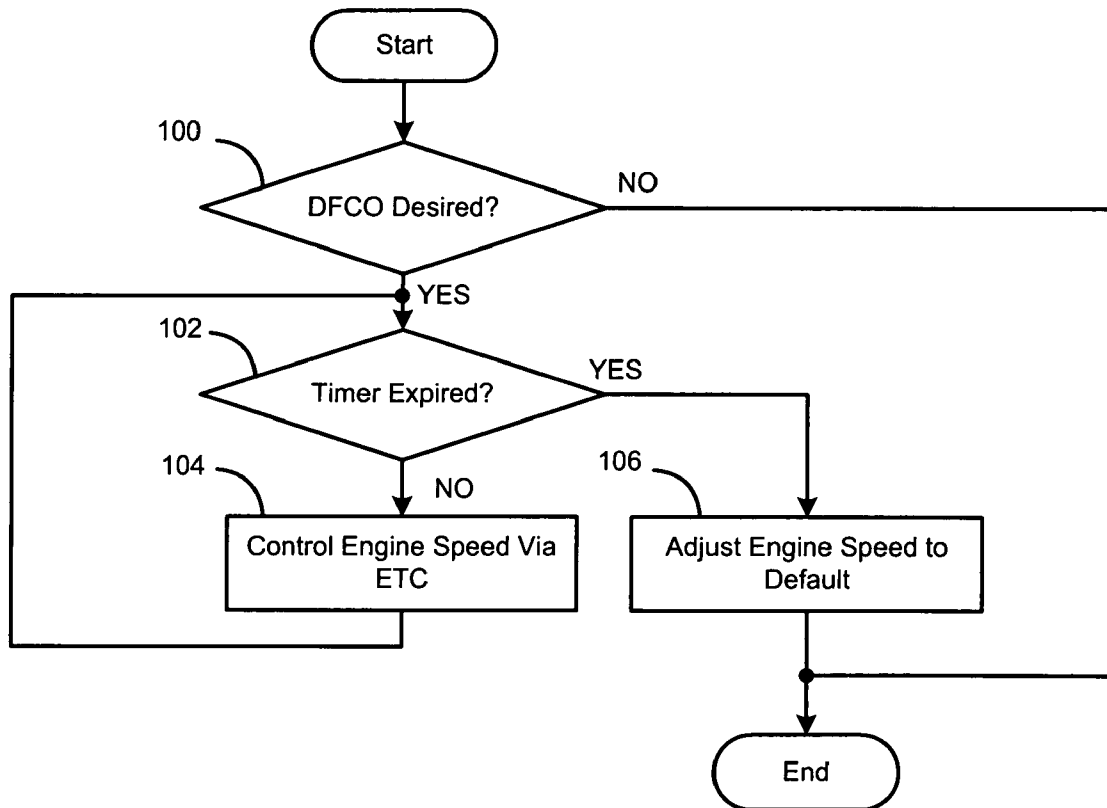 Start
100
DFCO Desired?
NO
YES
102
Timer Expired?
YES
104
NO
106
Control Engine Speed Via
ETC
Adjust Engine Speed to
Default
End